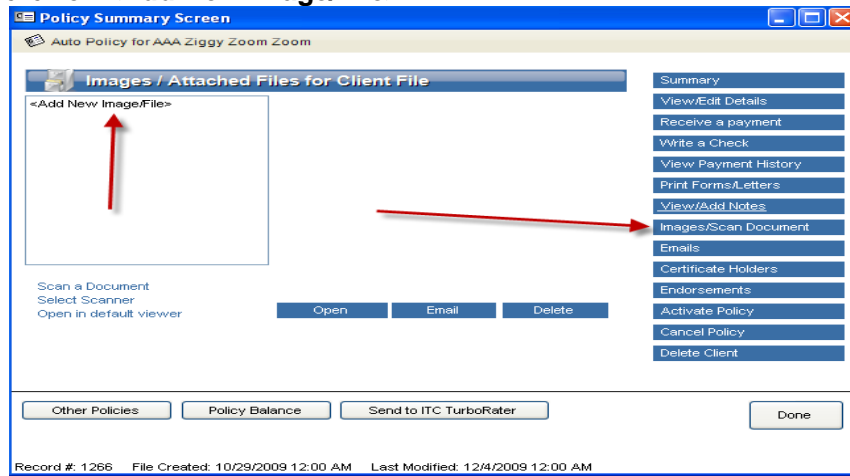 Policy Summary Screen
Auto Policy for AAA Ziggy Zoom Zoom
Images / Attached Files for Client File
<Add New Image/File>
Scan a Document
Select Scanner
Open in default viewer
Open
Email
Delete
Summary
View/Edit Details
Receive a payment
Write a Check
View Payment History
Print Forms/Letters
View/Add Notes
Images/Scan Document
Emails
Certificate Holders
Endorsements
Activate Policy
Cancel Policy
Delete Client
Other Policies
Policy Balance
Send to ITC TurboRater
Done
Record #: 1266 File Created: 10/29/2009 12:00 AM Last Modified: 12/4/2009 12:00 AM